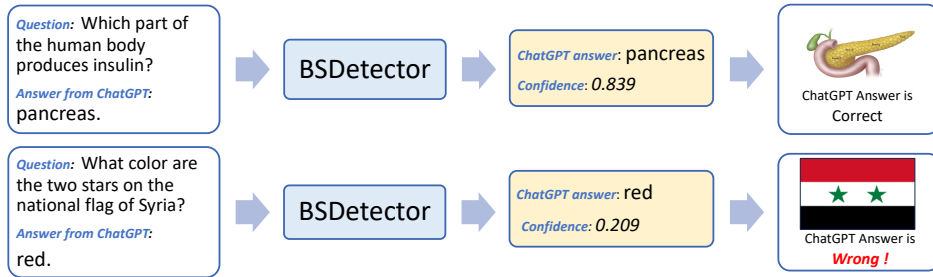 Question: Which part of
the human body
produces insulin?
Answer from ChatGPT:
pancreas.
BSDetector
ChatGPT answer: pancreas
Confidence: 0.839
ChatGPT Answer is
Correct
Question: What color are
the two stars on the
national flag of Syria?
Answer from ChatGPT:
red.
BSDetector
ChatGPT answer: red
Confidence: 0.209
ChatGPT Answer is
Wrong !